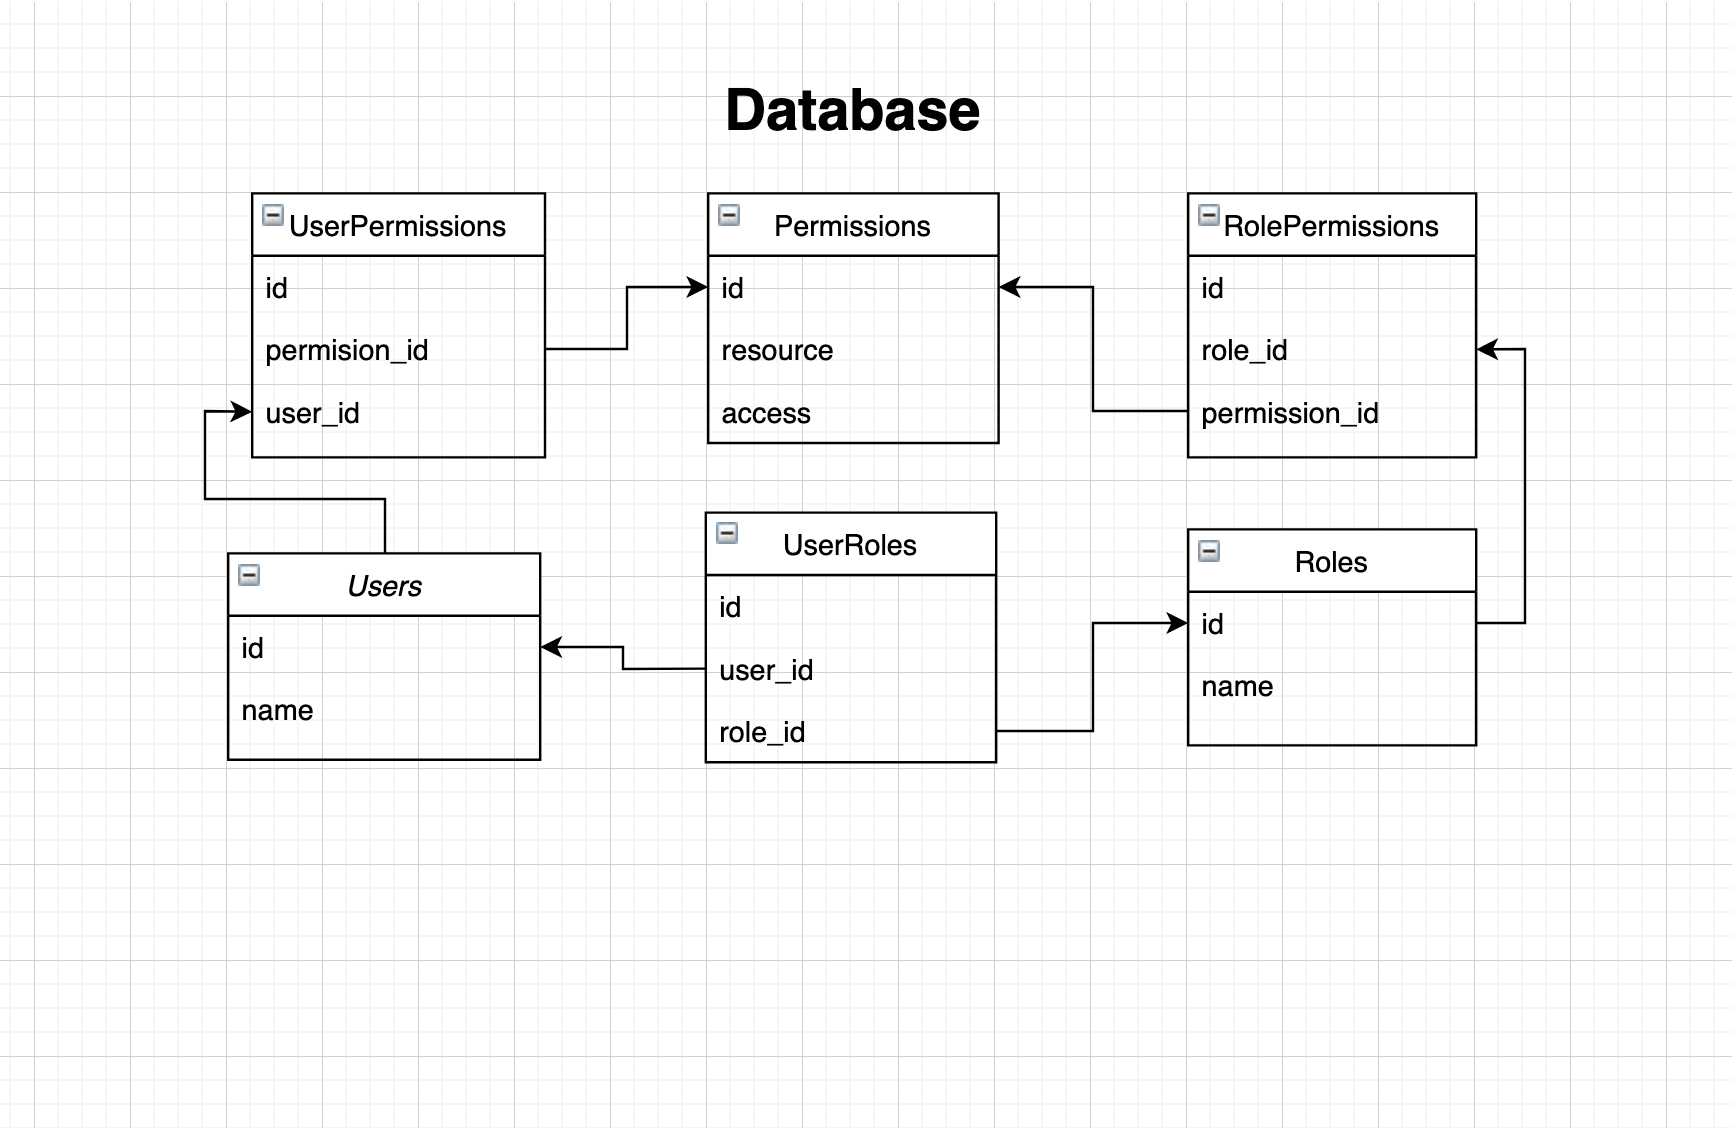 Database
UserPermissions
id
permision_id
user_id
Permissions
id
resource
access
RolePermissions
id
role_id
permission_id
Users
id
name
UserRoles
id
user_id
role_id
Roles
id
name